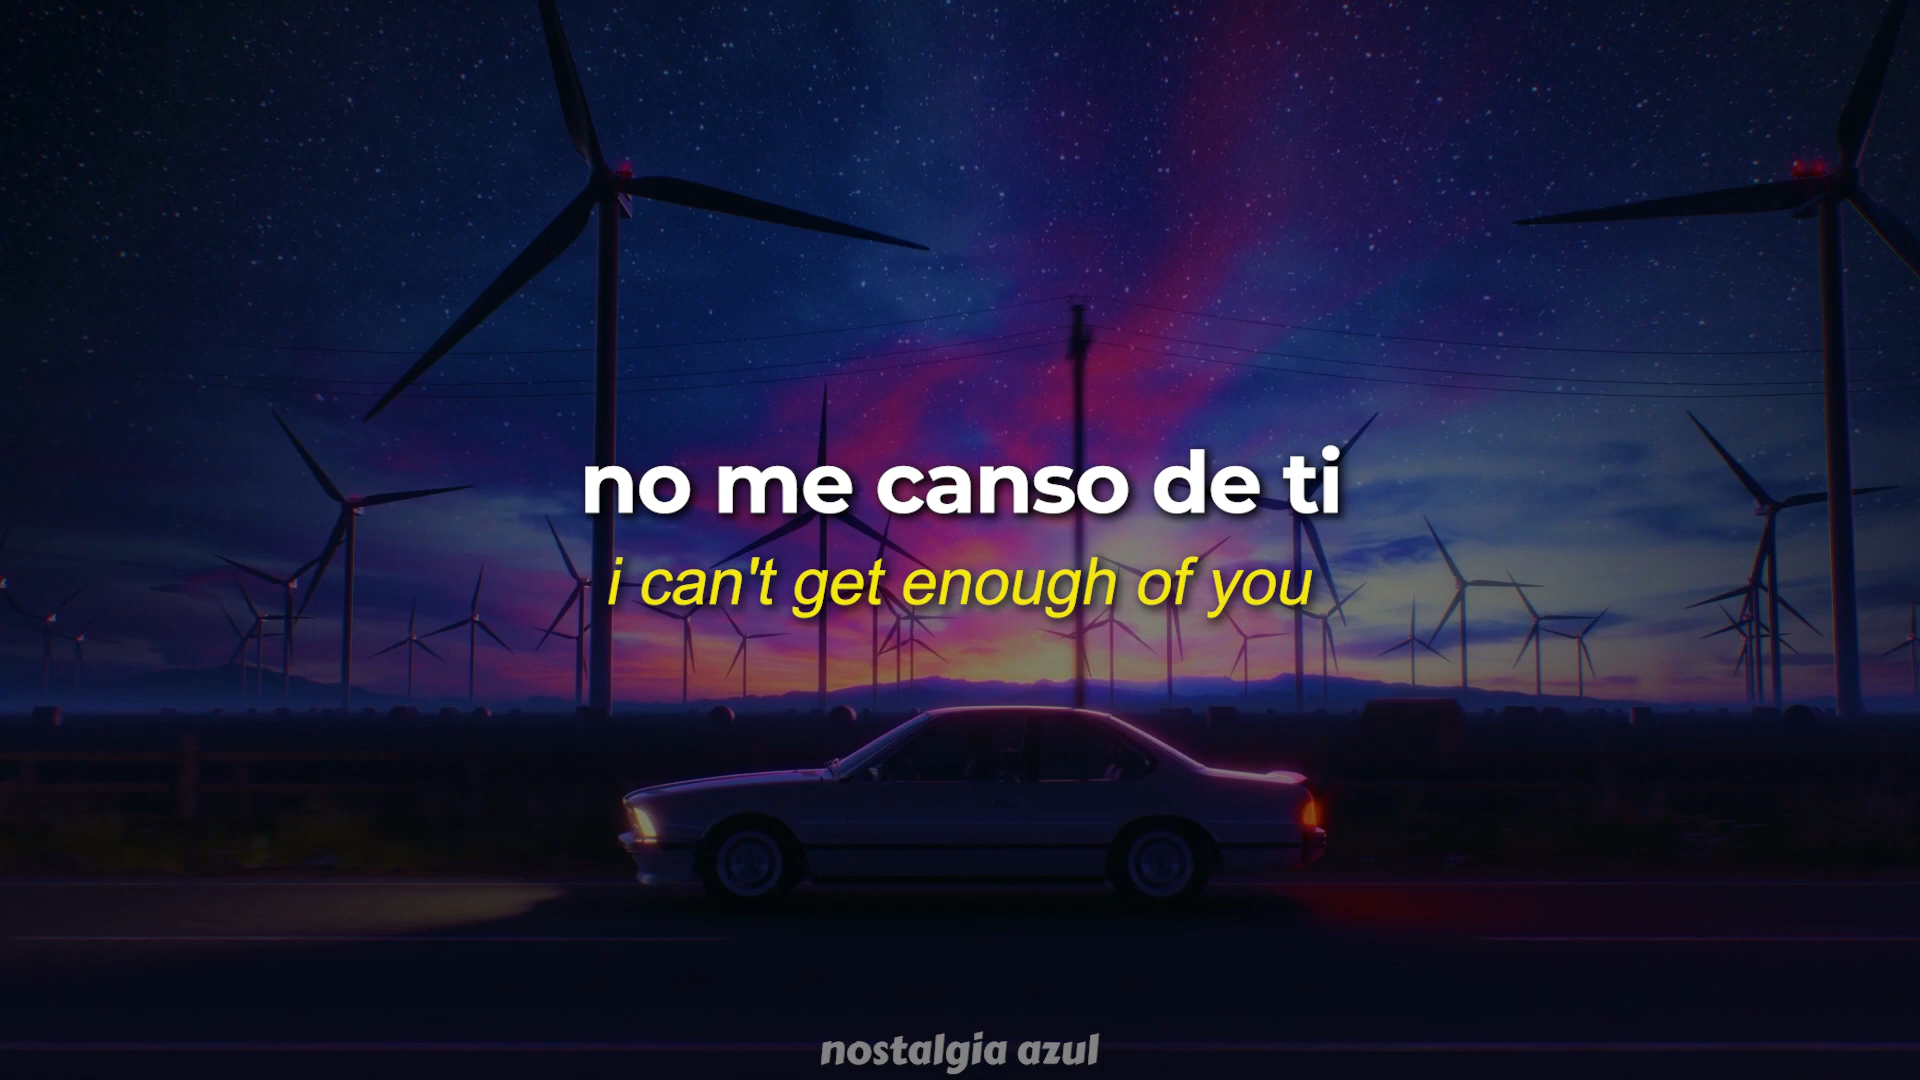 no me canso de ti
i can't get enough of you
nostalgia azul